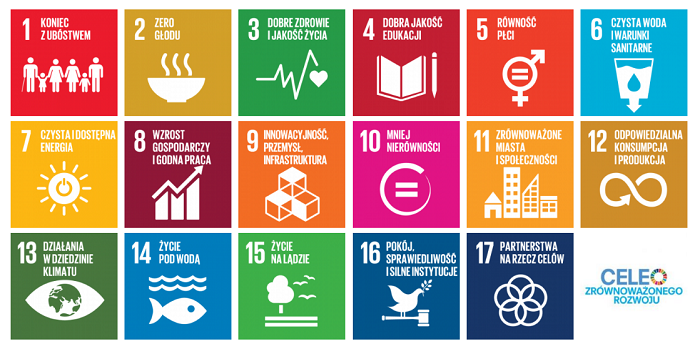 1 KONIEC
Z UBÓSTWEM
2 ZERO
GŁODU
3 DOBRE ZDROWIE
I JAKOŚĆ ŻYCIA
4 DOBRA JAKOŚĆ
EDUKACJI
5 RÓWNOŚĆ
PŁCI
6 CZYSTA WODA
I WARUNKI
SANITARNE
7 CZYSTA I DOSTĘPNA
ENERGIA
8 WZROST
GOSPODARCZY
I GODNA PRACA
9 INNOWACYJNOŚĆ,
PRZEMYSŁ,
INFRASTRUKTURA
10 MNIEJ
NIERÓWNOŚCI
11 ZRÓWNOWAŻONE
MIASTA
I SPOŁECZNOŚCI
12 ODPOWIEDZIALNA
KONSUMPCJA
I PRODUKCJA
13 DZIAŁANIA
W DZIEDZINIE
KLIMATU
14 ŻYCIE
POD WODĄ
15 ŻYCIE
NA LĄDZIE
16 POKÓJ,
SPRAWIEDLIWOŚĆ
I SILNE INSTYTUCJE
17 PARTNERSTWA
NA RZECZ CELÓW
CELE
ZRÓWNOWAŻONEGO
ROZWOJU